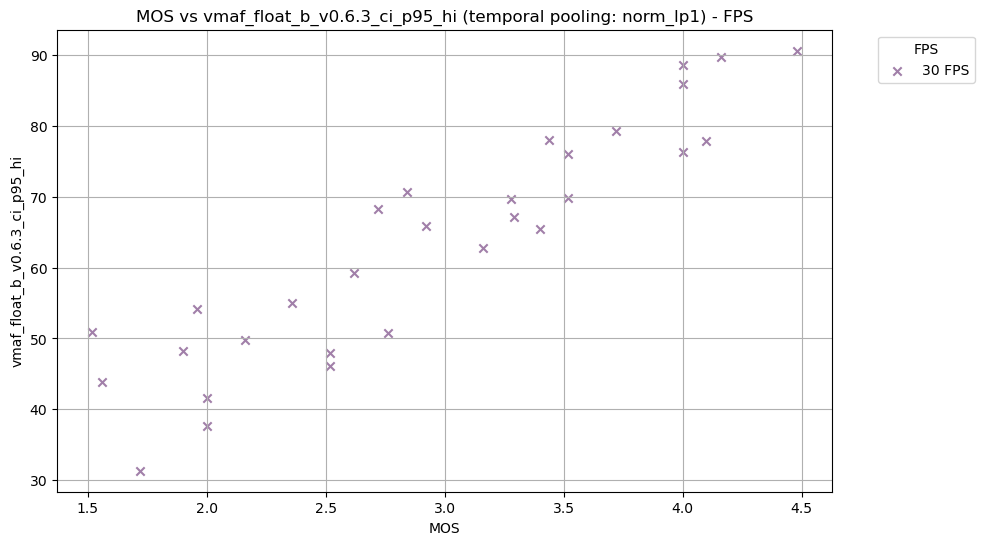 MOS vs vmaf_float_b_v0.6.3_ci_p95_hi (temporal pooling: norm_lp1) - FPS
FPS
30 FPS
vmaf_float_b_v0.6.3_ci_p95_hi
90
80
70
60
50
40
30
1.5 2.0 2.5 3.0 3.5 4.0 4.5
MOS